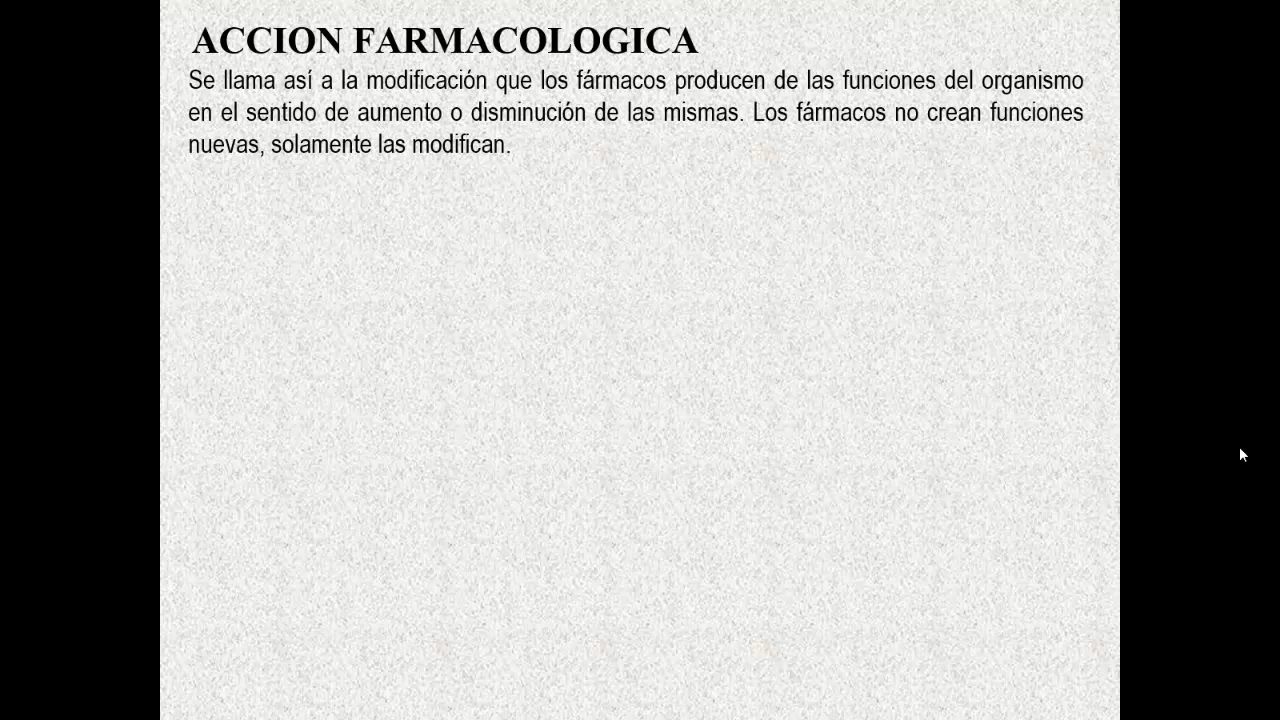 ACCION FARMACOLOGICA
Se llama así a la modificación que los fármacos producen de las funciones del organismo
en el sentido de aumento o disminución de las mismas. Los fármacos no crean funciones
nuevas, solamente las modifican.